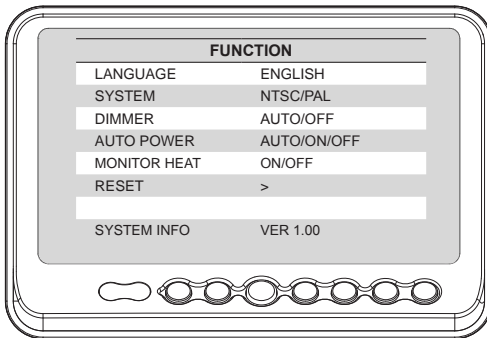 FUNCTION
LANGUAGE ENGLISH
SYSTEM NTSC/PAL
DIMMER AUTO/OFF
AUTO POWER AUTO/ON/OFF
MONITOR HEAT ON/OFF
RESET >
SYSTEM INFO VER 1.00